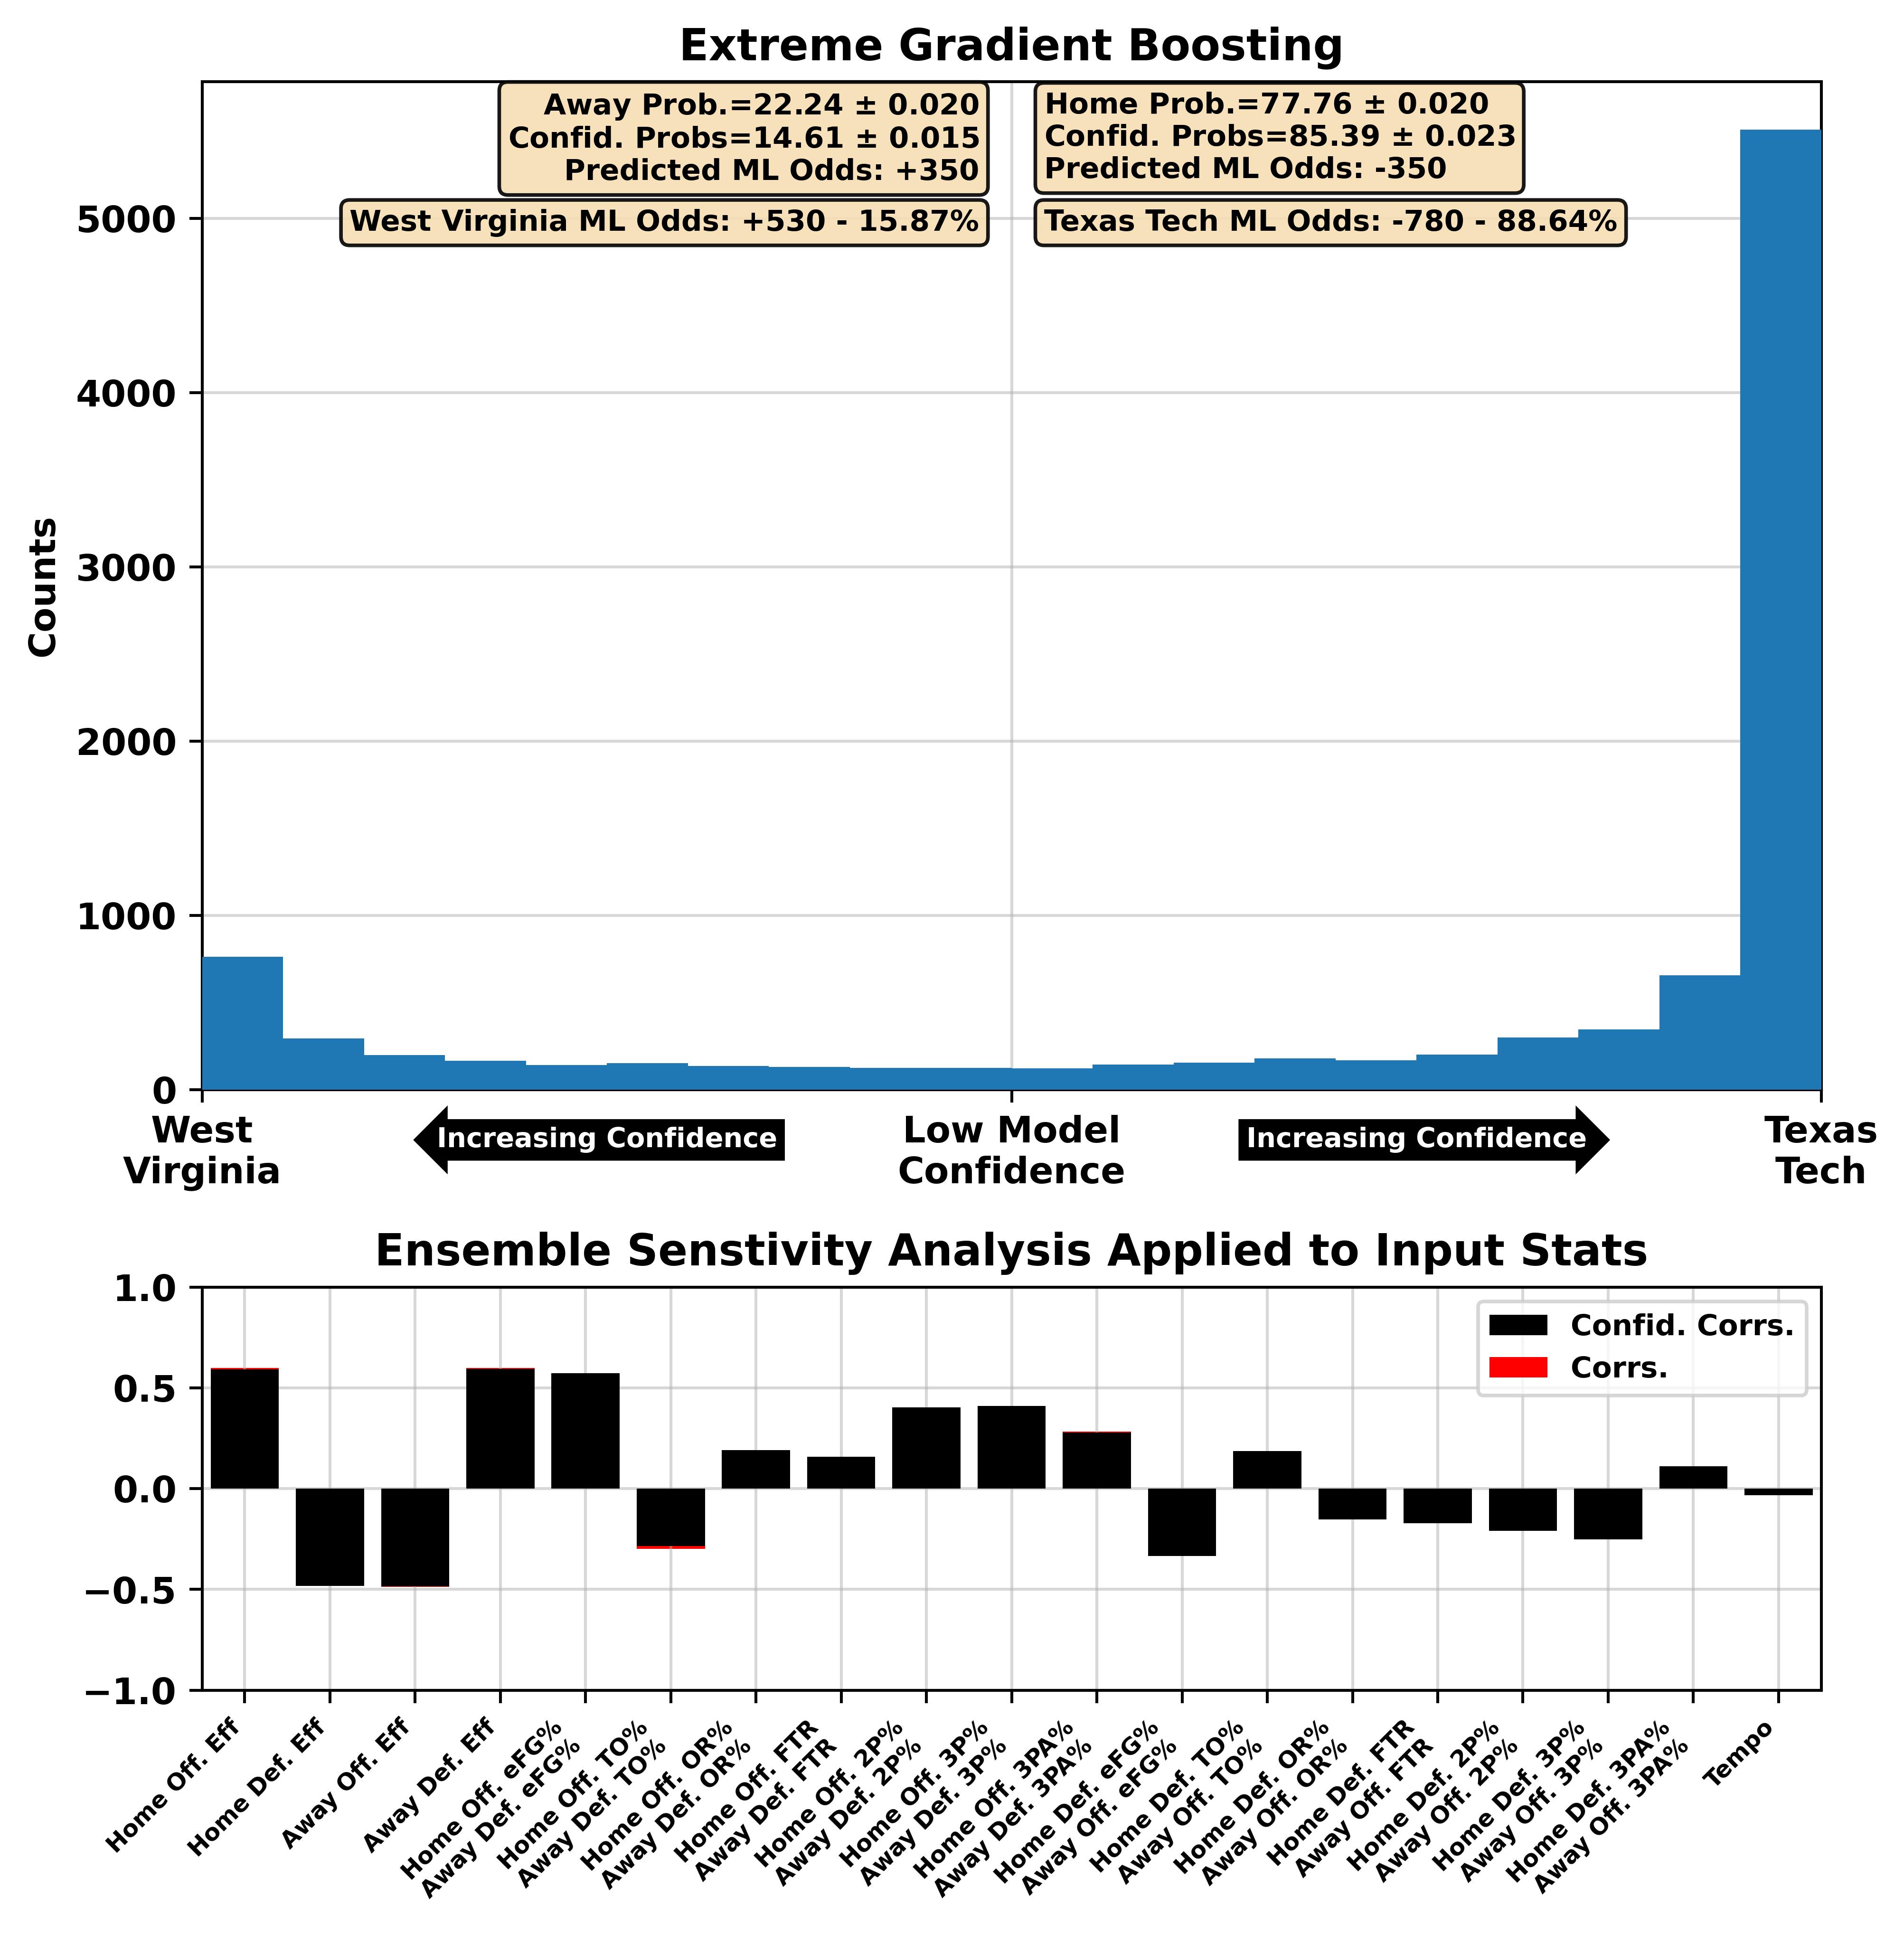 Extreme Gradient Boosting
Away Prob.=22.24 ± 0.020
Confid. Probs=14.61 ± 0.015
Predicted ML Odds: +350
Home Prob.=77.76 ± 0.020
Confid. Probs=85.39 ± 0.023
Predicted ML Odds: -350
West Virginia ML Odds: +530 - 15.87%
Texas Tech ML Odds: -780 - 88.64%
Counts
5000
4000
3000
2000
1000
0
West
Virginia
Increasing Confidence
Low Model
Confidence
Increasing Confidence
Texas
Tech
Ensemble Senstivity Analysis Applied to Input Stats
1.0
0.5
0.0
−0.5
−1.0
Confid. Corrs.
Corrs.
Home Off. Eff
Home Def. Eff
Away Off. Eff
Away Def. Eff
Home Off. eFG%
Away Def. eFG%
Home Off. TO%
Away Def. TO%
Home Off. OR%
Away Def. OR%
Home Off. FTR
Away Def. FTR
Home Off. 2P%
Away Def. 2P%
Home Off. 3P%
Away Def. 3P%
Home Off. 3PA%
Away Def. 3PA%
Home Def. eFG%
Away Off. eFG%
Home Def. TO%
Away Off. TO%
Home Def. OR%
Away Off. OR%
Home Def. FTR
Away Off. FTR
Home Def. 2P%
Away Off. 2P%
Home Def. 3P%
Away Off. 3P%
Home Def. 3PA%
Away Off. 3PA%
Tempo